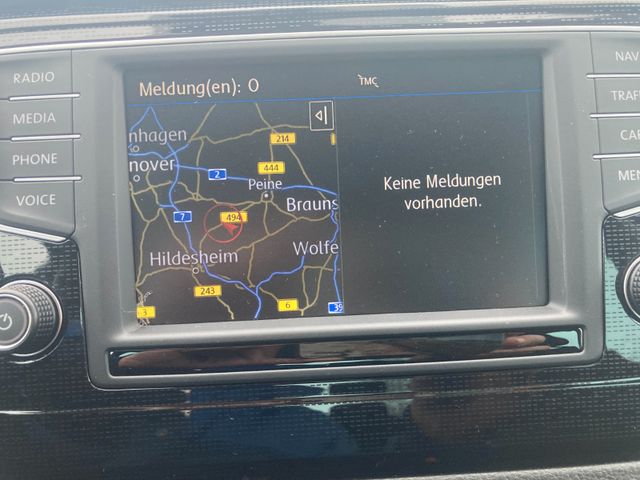 RADIO
MEDIA
PHONE
VOICE
NAV
TRAF
CAR
MEN
Meldung(en): 0
TMC
nhagen
nover
214
444
2
Peine
Brauns
7
494
Hildesheim
Wolfe
243
6
3
39
Keine Meldungen
vorhanden.